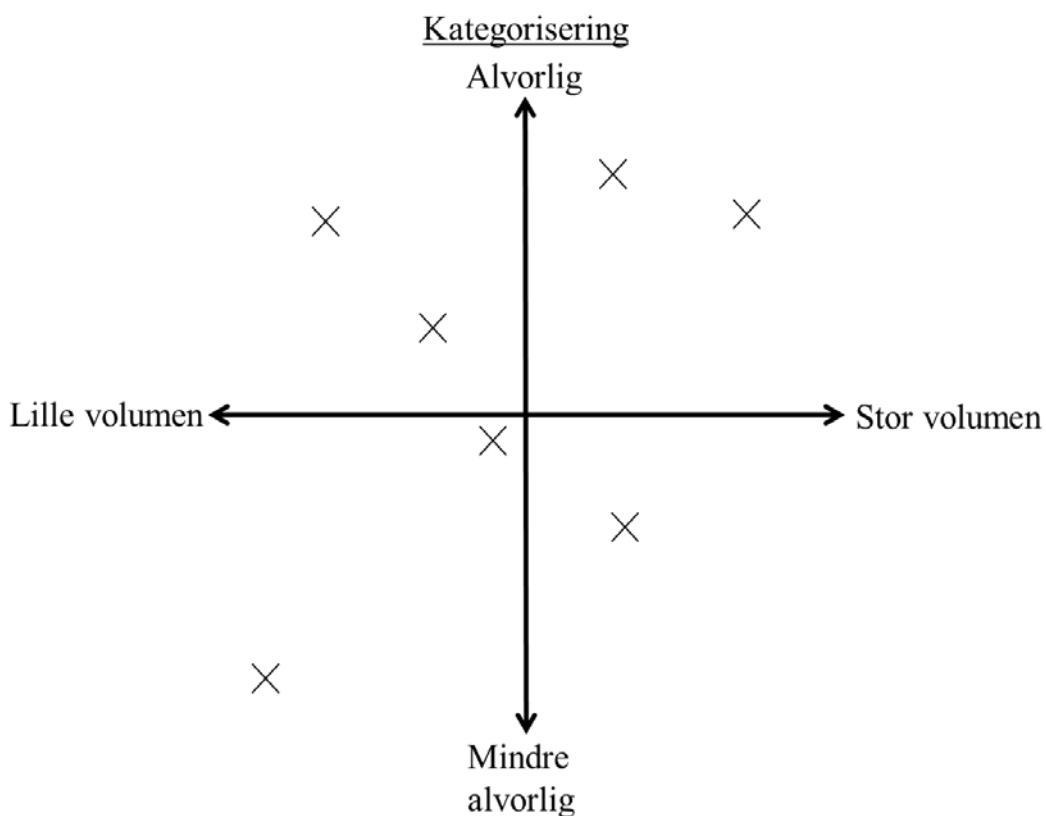 Kategorisering
Alvorlig
Lille volumen
Stor volumen
Mindre
alvorlig